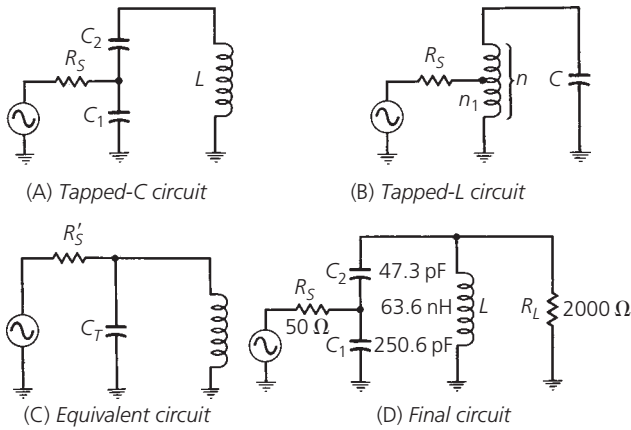 C2
RS
L
C1
(A) Tapped-C circuit
RS
n
n1
C
(B) Tapped-L circuit
R'S
CT
(C) Equivalent circuit
C2 47.3 pF
RS
50 Ω
63.6 nH L
RL 2000 Ω
C1 250.6 pF
(D) Final circuit